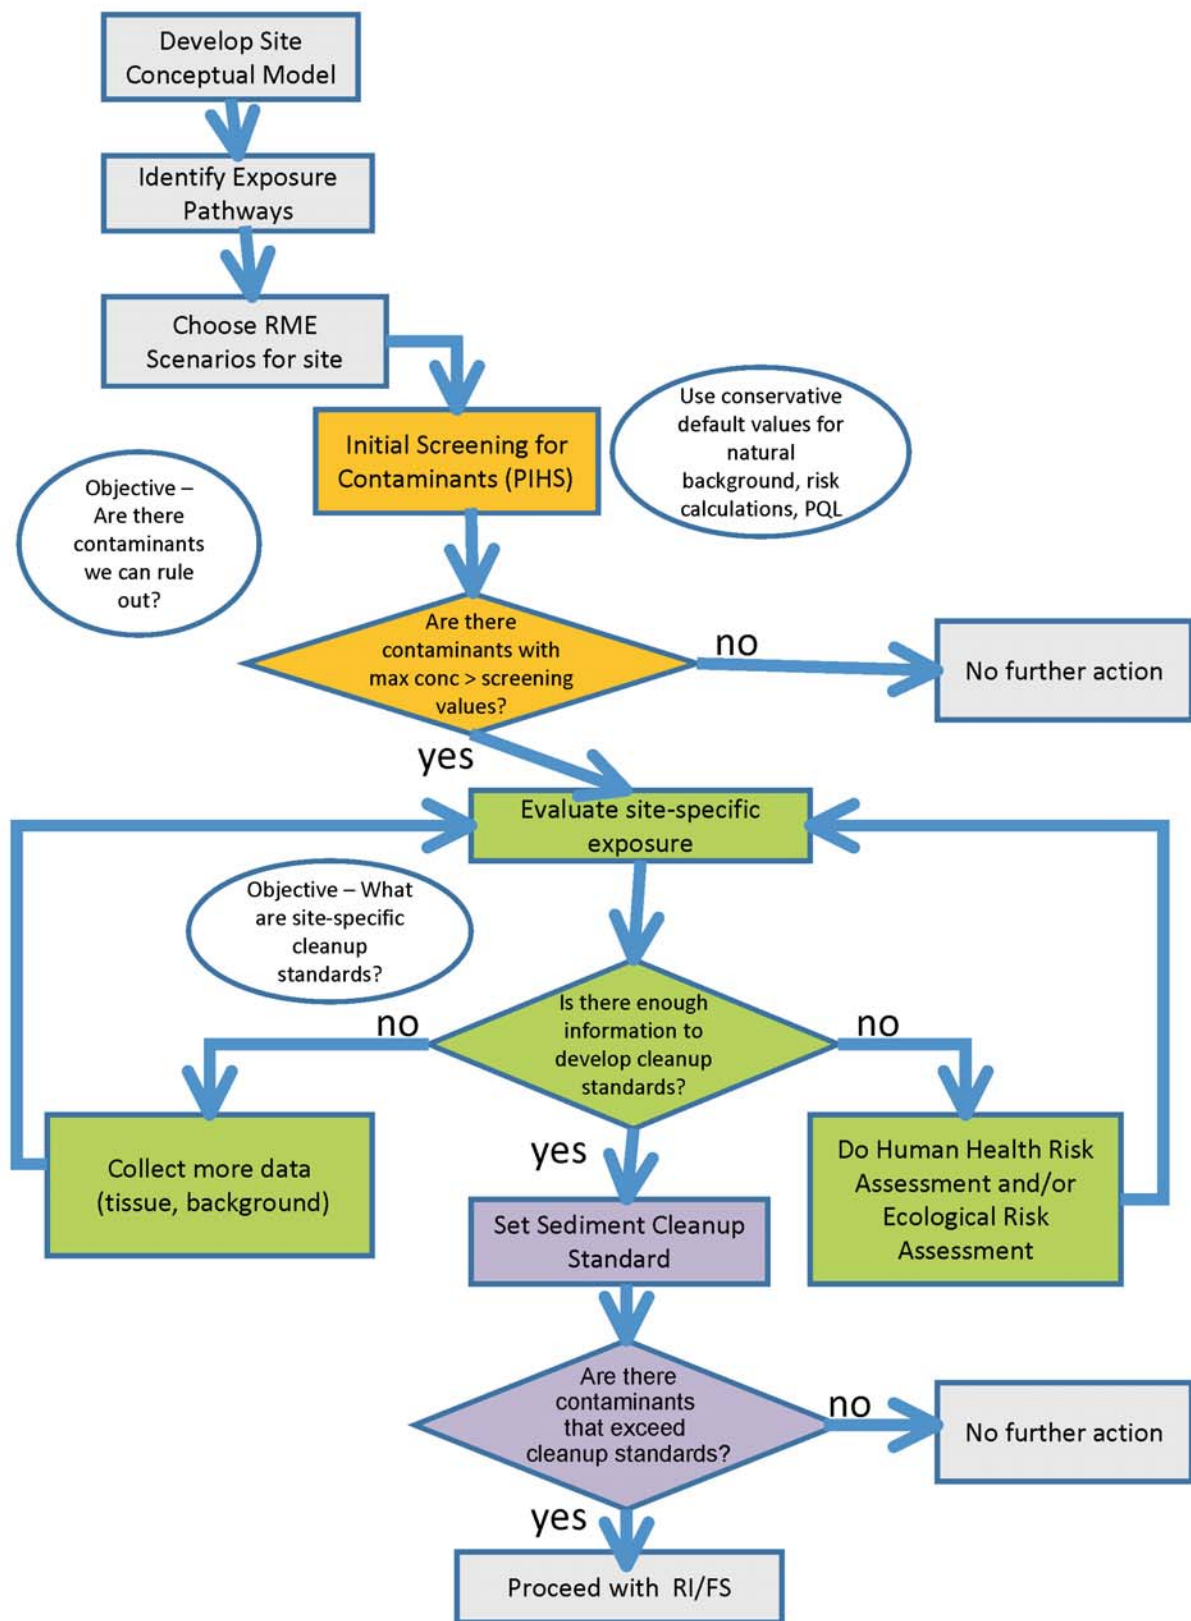 Develop Site
Conceptual Model
Identify Exposure
Pathways
Choose RME
Scenarios for site
Use conservative
default values for
natural
background, risk
calculations, PQL
Initial Screening for
Contaminants (PIHS)
Objective –
Are there
contaminants
we can rule
out?
Are there
contaminants with
max conc > screening
values?
no
No further action
yes
Evaluate site-specific
exposure
Objective – What
are site-specific
cleanup
standards?
Is there enough
information to
develop cleanup
standards?
no
no
Collect more data
(tissue, background)
yes
Do Human Health Risk
Assessment and/or
Ecological Risk
Assessment
Set Sediment Cleanup
Standard
Are there
contaminants
that exceed
cleanup standards?
no
No further action
yes
Proceed with RI/FS